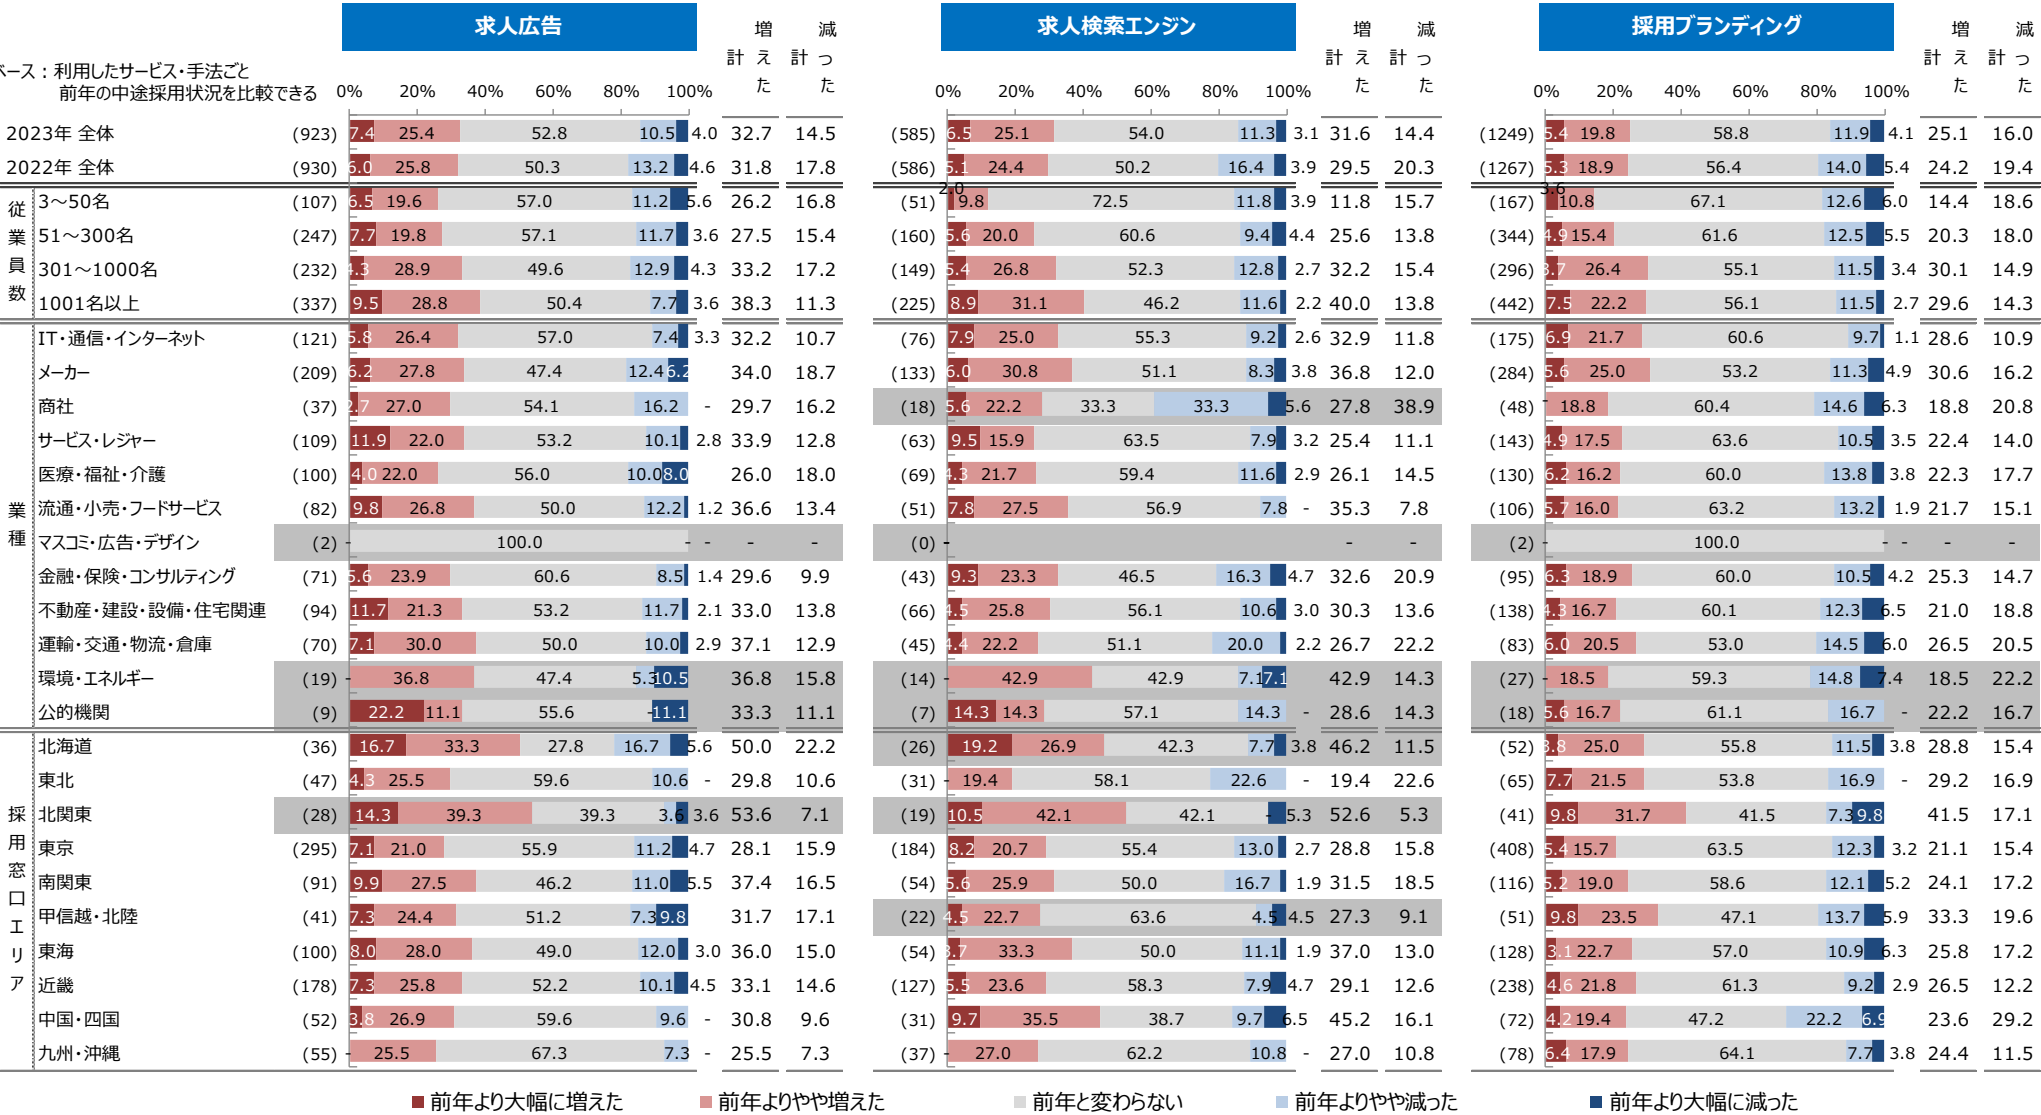 求人広告 増えた計 減った計 求人検索エンジン 増えた計 減った計 採用ブランディング 増えた計 減った計
ベース：利用したサービス・手法ごと
前年の中途採用状況を比較できる
0% 20% 40% 60% 80% 100% 0% 20% 40% 60% 80% 100% 0% 20% 40% 60% 80% 100%
2023年 全体 (923) 7.4 25.4 52.8 10.5 4.0 32.7 14.5 (585) 6.5 25.1 54.0 11.3 3.1 31.6 14.4 (1249) 5.4 19.8 58.8 11.9 4.1 25.1 16.0
2022年 全体 (930) 6.0 25.8 50.3 13.2 4.6 31.8 17.8 (586) 5.1 24.4 50.2 16.4 3.9 29.5 20.3 (1267) 5.3 18.9 56.4 14.0 5.4 24.2 19.4
従業員数
3～50名 (107) 6.5 19.6 57.0 11.2 5.6 26.2 16.8 (51) 2.0 9.8 72.5 11.8 3.9 11.8 15.7 (167) 3.6 10.8 67.1 12.6 6.0 14.4 18.6
51～300名 (247) 7.7 19.8 57.1 11.7 3.6 27.5 15.4 (160) 5.6 20.0 60.6 9.4 4.4 25.6 13.8 (344) 4.9 15.4 61.6 12.5 5.5 20.3 18.0
301～1000名 (232) 4.3 28.9 49.6 12.9 4.3 33.2 17.2 (149) 5.4 26.8 52.3 12.8 2.7 32.2 15.4 (296) 3.7 26.4 55.1 11.5 3.4 30.1 14.9
1001名以上 (337) 9.5 28.8 50.4 7.7 3.6 38.3 11.3 (225) 8.9 31.1 46.2 11.6 2.2 40.0 13.8 (442) 7.5 22.2 56.1 11.5 2.7 29.6 14.3
業種
IT・通信・インターネット (121) 5.8 26.4 57.0 7.4 3.3 32.2 10.7 (76) 7.9 25.0 55.3 9.2 2.6 32.9 11.8 (175) 6.9 21.7 60.6 9.7 1.1 28.6 10.9
メーカー (209) 6.2 27.8 47.4 12.4 6.2 34.0 18.7 (133) 6.0 30.8 51.1 8.3 3.8 36.8 12.0 (284) 5.6 25.0 53.2 11.3 4.9 30.6 16.2
商社 (37) 2.7 27.0 54.1 16.2 - 29.7 16.2 (18) 5.6 22.2 33.3 33.3 5.6 27.8 38.9 (48) - 18.8 60.4 14.6 6.3 18.8 20.8
サービス・レジャー (109) 11.9 22.0 53.2 10.1 2.8 33.9 12.8 (63) 9.5 15.9 63.5 7.9 3.2 25.4 11.1 (143) 4.9 17.5 63.6 10.5 3.5 22.4 14.0
医療・福祉・介護 (100) 4.0 22.0 56.0 10.0 8.0 26.0 18.0 (69) 4.3 21.7 59.4 11.6 2.9 26.1 14.5 (130) 6.2 16.2 60.0 13.8 3.8 22.3 17.7
流通・小売・フードサービス (82) 9.8 26.8 50.0 12.2 1.2 36.6 13.4 (51) 7.8 27.5 56.9 7.8 - 35.3 7.8 (106) 5.7 16.0 63.2 13.2 1.9 21.7 15.1
マスコミ・広告・デザイン (2) - 100.0 - - - - (0) - - - (2) - 100.0 - - - -
金融・保険・コンサルティング (71) 5.6 23.9 60.6 8.5 1.4 29.6 9.9 (43) 9.3 23.3 46.5 16.3 4.7 32.6 20.9 (95) 6.3 18.9 60.0 10.5 4.2 25.3 14.7
不動産・建設・設備・住宅関連 (94) 11.7 21.3 53.2 11.7 2.1 33.0 13.8 (66) 4.5 25.8 56.1 10.6 3.0 30.3 13.6 (138) 4.3 16.7 60.1 12.3 6.5 21.0 18.8
運輸・交通・物流・倉庫 (70) 7.1 30.0 50.0 10.0 2.9 37.1 12.9 (45) 4.4 22.2 51.1 20.0 2.2 26.7 22.2 (83) 6.0 20.5 53.0 14.5 6.0 26.5 20.5
環境・エネルギー (19) - 36.8 47.4 5.3 10.5 36.8 15.8 (14) - 42.9 42.9 7.1 7.1 42.9 14.3 (27) - 18.5 59.3 14.8 7.4 18.5 22.2
公的機関 (9) 22.2 11.1 55.6 - 11.1 33.3 11.1 (7) 14.3 14.3 57.1 14.3 - 28.6 14.3 (18) 5.6 16.7 61.1 16.7 - 22.2 16.7
採用窓口エリア
北海道 (36) 16.7 33.3 27.8 16.7 5.6 50.0 22.2 (26) 19.2 26.9 42.3 7.7 3.8 46.2 11.5 (52) 3.8 25.0 55.8 11.5 3.8 28.8 15.4
東北 (47) 4.3 25.5 59.6 10.6 - 29.8 10.6 (31) - 19.4 58.1 22.6 - 19.4 22.6 (65) 7.7 21.5 53.8 16.9 - 29.2 16.9
北関東 (28) 14.3 39.3 39.3 3.6 3.6 53.6 7.1 (19) 10.5 42.1 42.1 - 5.3 52.6 5.3 (41) 9.8 31.7 41.5 7.3 9.8 41.5 17.1
東京 (295) 7.1 21.0 55.9 11.2 4.7 28.1 15.9 (184) 8.2 20.7 55.4 13.0 2.7 28.8 15.8 (408) 5.4 15.7 63.5 12.3 3.2 21.1 15.4
南関東 (91) 9.9 27.5 46.2 11.0 5.5 37.4 16.5 (54) 5.6 25.9 50.0 16.7 1.9 31.5 18.5 (116) 5.2 19.0 58.6 12.1 5.2 24.1 17.2
甲信越・北陸 (41) 7.3 24.4 51.2 7.3 9.8 31.7 17.1 (22) 4.5 22.7 63.6 4.5 4.5 27.3 9.1 (51) 9.8 23.5 47.1 13.7 5.9 33.3 19.6
東海 (100) 8.0 28.0 49.0 12.0 3.0 36.0 15.0 (54) 3.7 33.3 50.0 11.1 1.9 37.0 13.0 (128) 3.1 22.7 57.0 10.9 6.3 25.8 17.2
近畿 (178) 7.3 25.8 52.2 10.1 4.5 33.1 14.6 (127) 5.5 23.6 58.3 7.9 4.7 29.1 12.6 (238) 4.6 21.8 61.3 9.2 2.9 26.5 12.2
中国・四国 (52) 3.8 26.9 59.6 9.6 - 30.8 9.6 (31) 9.7 35.5 38.7 9.7 6.5 45.2 16.1 (72) 4.2 19.4 47.2 22.2 6.9 23.6 29.2
九州・沖縄 (55) - 25.5 67.3 7.3 - 25.5 7.3 (37) - 27.0 62.2 10.8 - 27.0 10.8 (78) 6.4 17.9 64.1 7.7 3.8 24.4 11.5
前年より大幅に増えた 前年よりやや増えた 前年と変わらない 前年よりやや減った 前年より大幅に減った